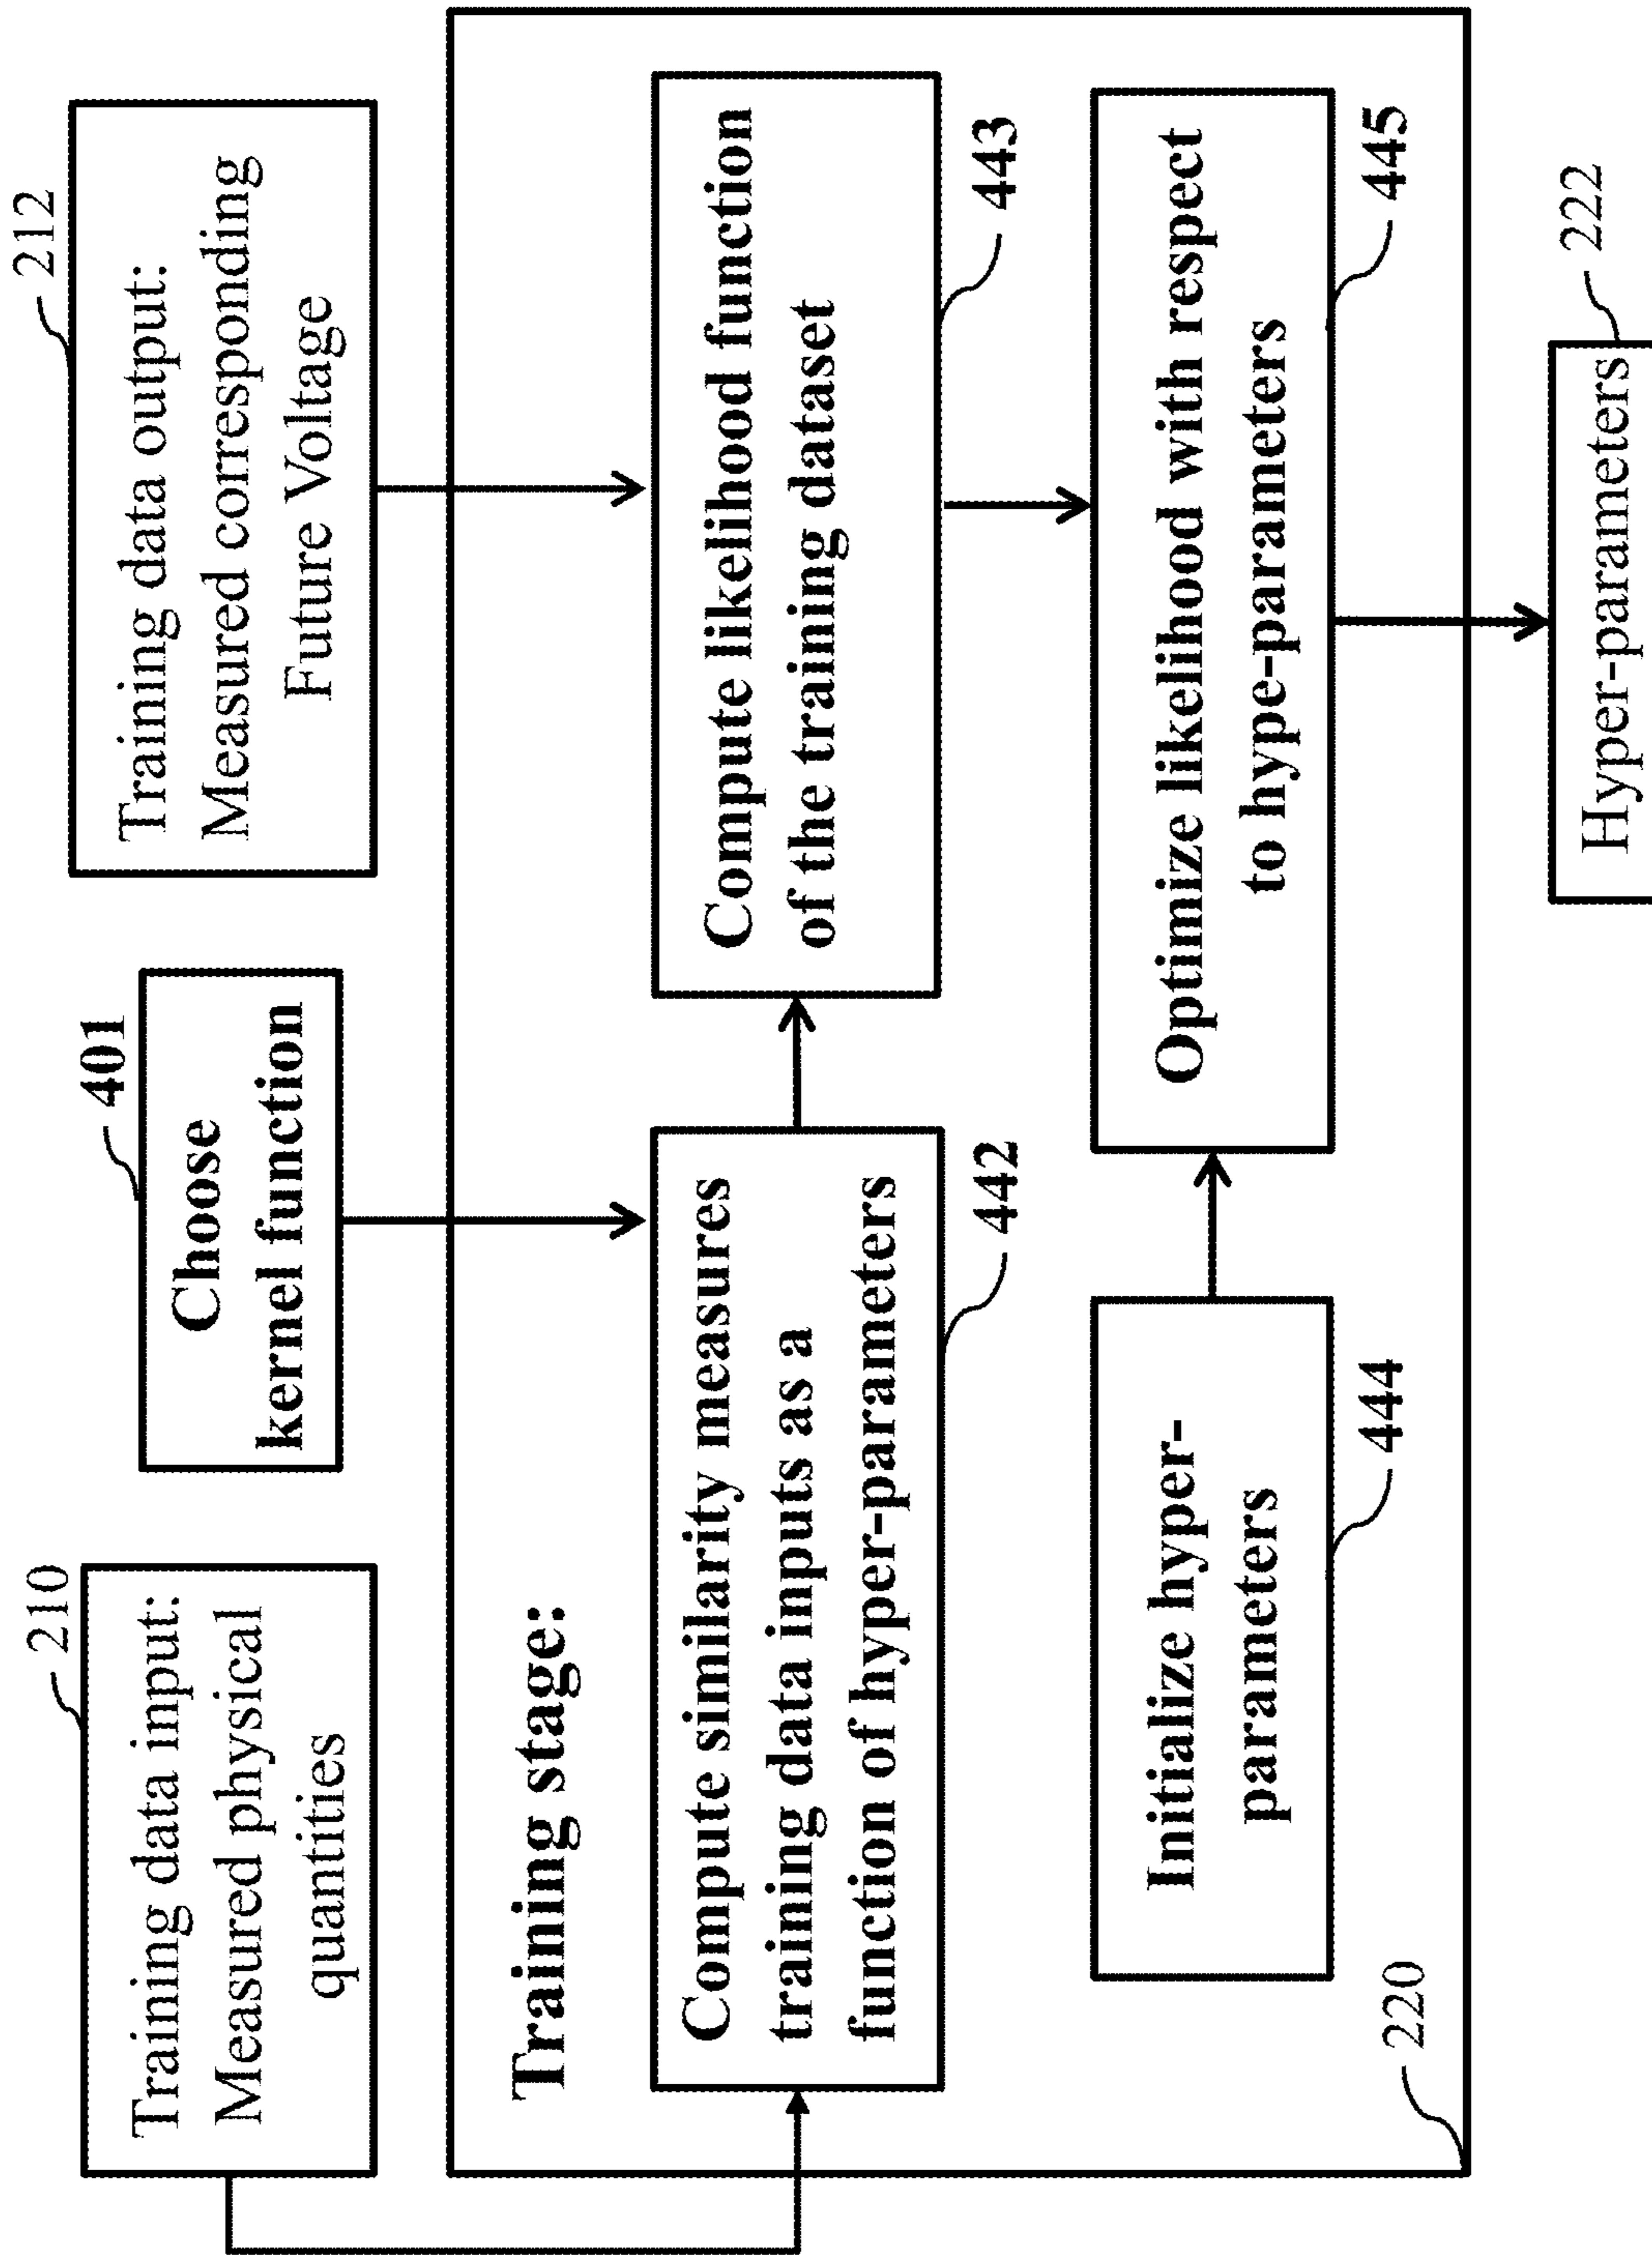 210
Training data input:
Measured physical
quantities
401
Choose
kernel function
212
Training data output:
Measured corresponding
Future Voltage
Training stage:
Compute similarity measures
training data inputs as a
function of hyper-parameters
442
Compute likelihood function
of the training dataset
443
Initialize hyper-
parameters
444
Optimize likelihood with respect
to hype-parameters
445
220
Hyper-parameters
222